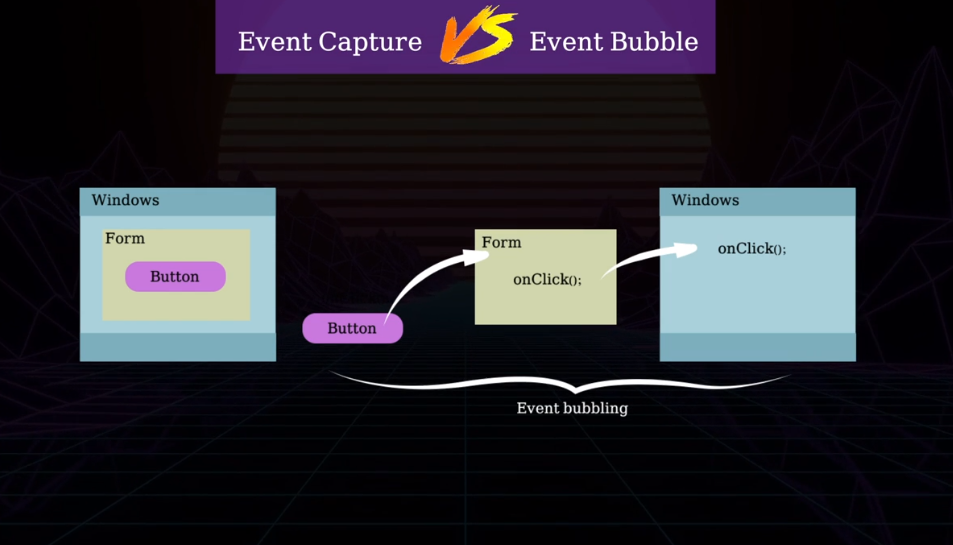 Event Capture VS Event Bubble
Windows
Form
Button
Button
Form
onClick();
Windows
onClick();
Event bubbling